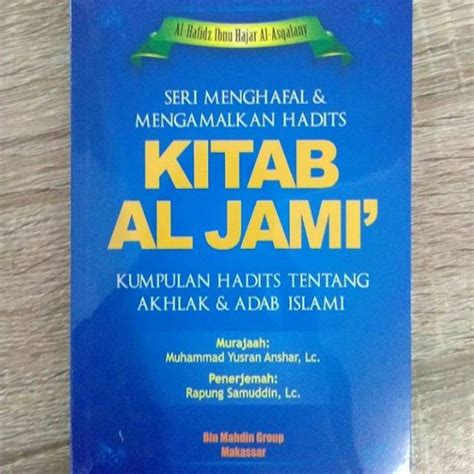 Al-Hafidz Ibnu Hajar Al-Asqalany
SERI MENGHAFAL &
MENGAMALKAN HADITS
KITAB
AL JAMI'
KUMPULAN HADITS TENTANG
AKHLAK & ADAB ISLAMI
Murajaah:
Muhammad Yusran Anshar, Lc.
Penerjemah:
Rapung Samuddin, Lc.
Bin Mahdin Group
Makassar